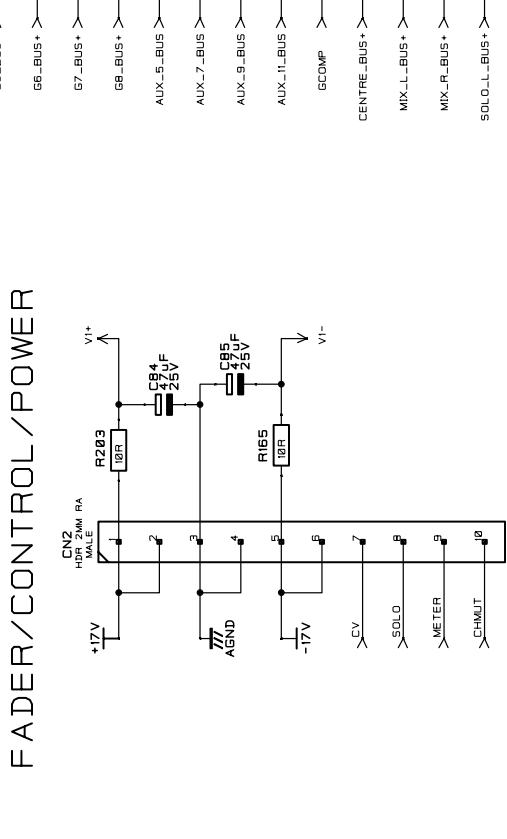 G6_BUS+
G7_BUS+
G8_BUS+
AUX_5_BUS
AUX_7_BUS
AUX_9_BUS
AUX_11_BUS
GCOMP
CENTRE_BUS+
MIX_L_BUS+
MIX_R_BUS+
SOLO_L_BUS+
FADER/CONTROL/POWER
V1+
C84
47uF
25V
C85
47uF
25V
V1-
R203
10R
R165
10R
CN2
HDR 2MM RA
MALE
1
2
3
4
5
6
7
8
9
10
+17V
AGND
-17V
CV
SOLO
METER
CHMUT